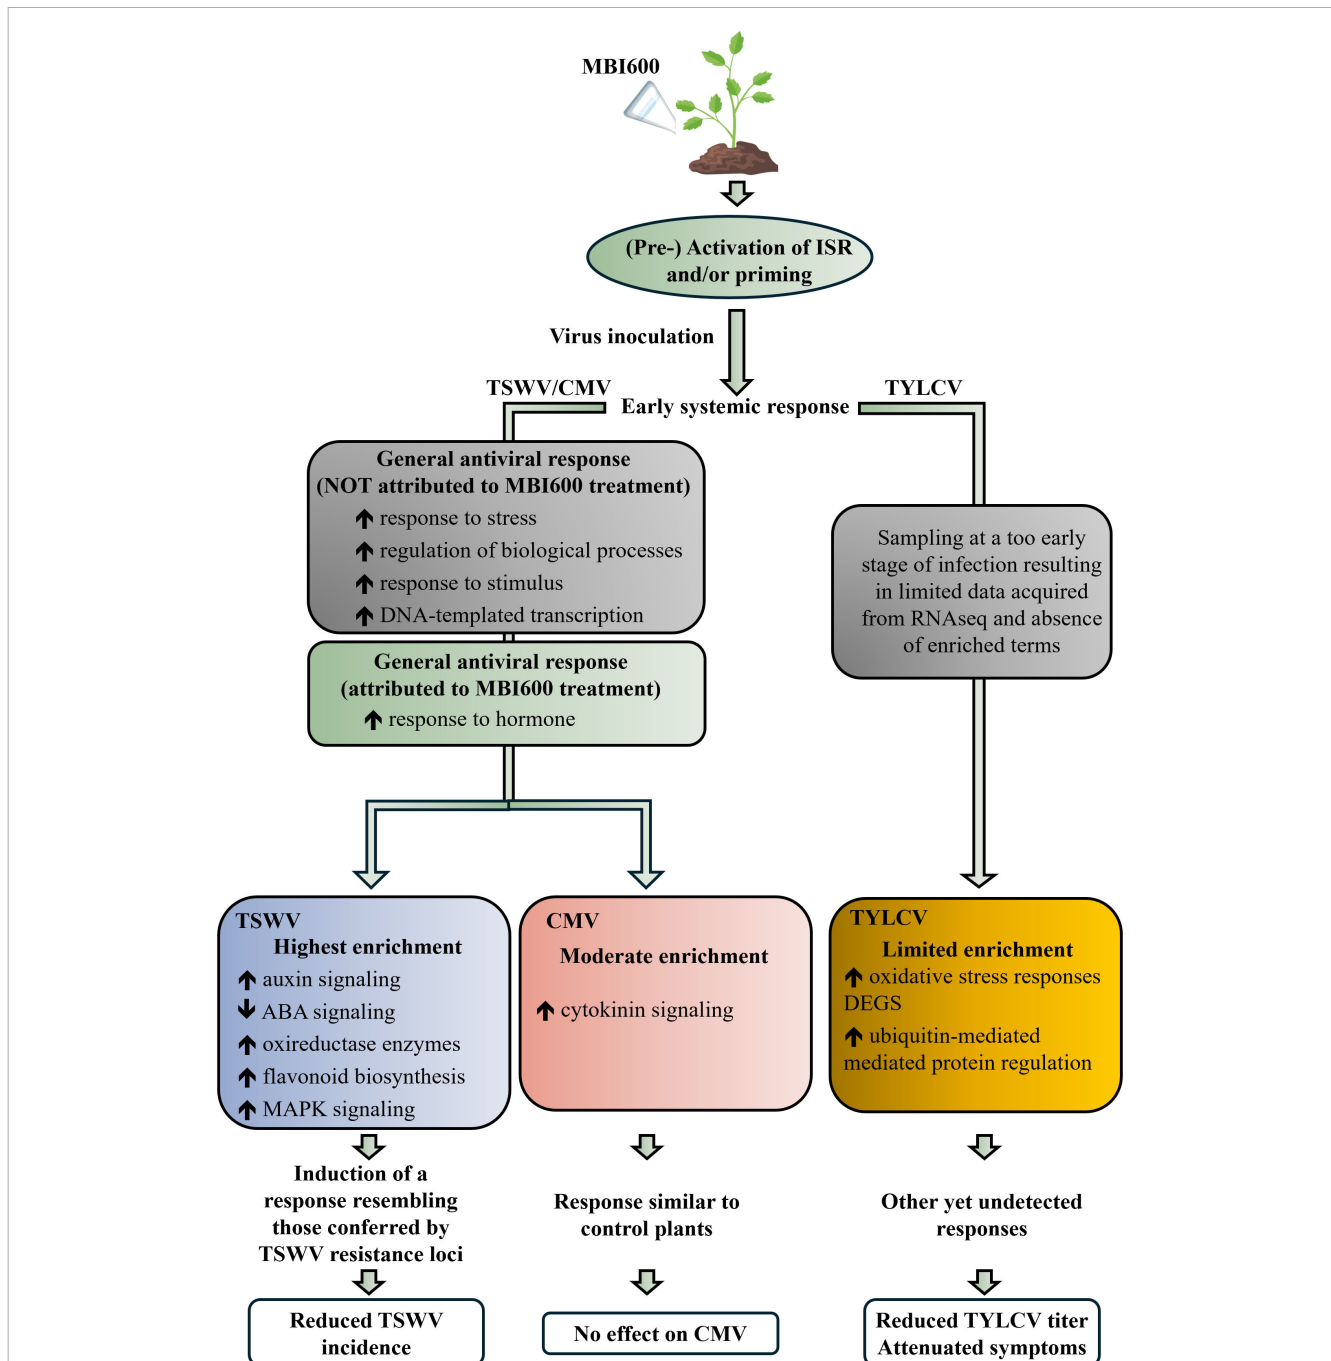 MBI600
(Pre-) Activation of ISR
and/or priming
Virus inoculation
TSWV/CMV
Early systemic response
TYLCV
General antiviral response
(NOT attributed to MBI600 treatment)
response to stress
regulation of biological processes
response to stimulus
DNA-templated transcription
General antiviral response
(attributed to MBI600 treatment)
response to hormone
Sampling at a too early
stage of infection resulting
in limited data acquired
from RNAseq and absence
of enriched terms
TSWV
Highest enrichment
auxin signaling
ABA signaling
oxireductase enzymes
flavonoid biosynthesis
MAPK signaling
CMV
Moderate enrichment
cytokinin signaling
TYLCV
Limited enrichment
oxidative stress responses
DEGS
ubiquitin-mediated
mediated protein regulation
Induction of a
response resembling
those conferred by
TSWV resistance loci
Response similar to
control plants
Other yet undetected
responses
Reduced TSWV
incidence
No effect on CMV
Reduced TYLCV titer
Attenuated symptoms